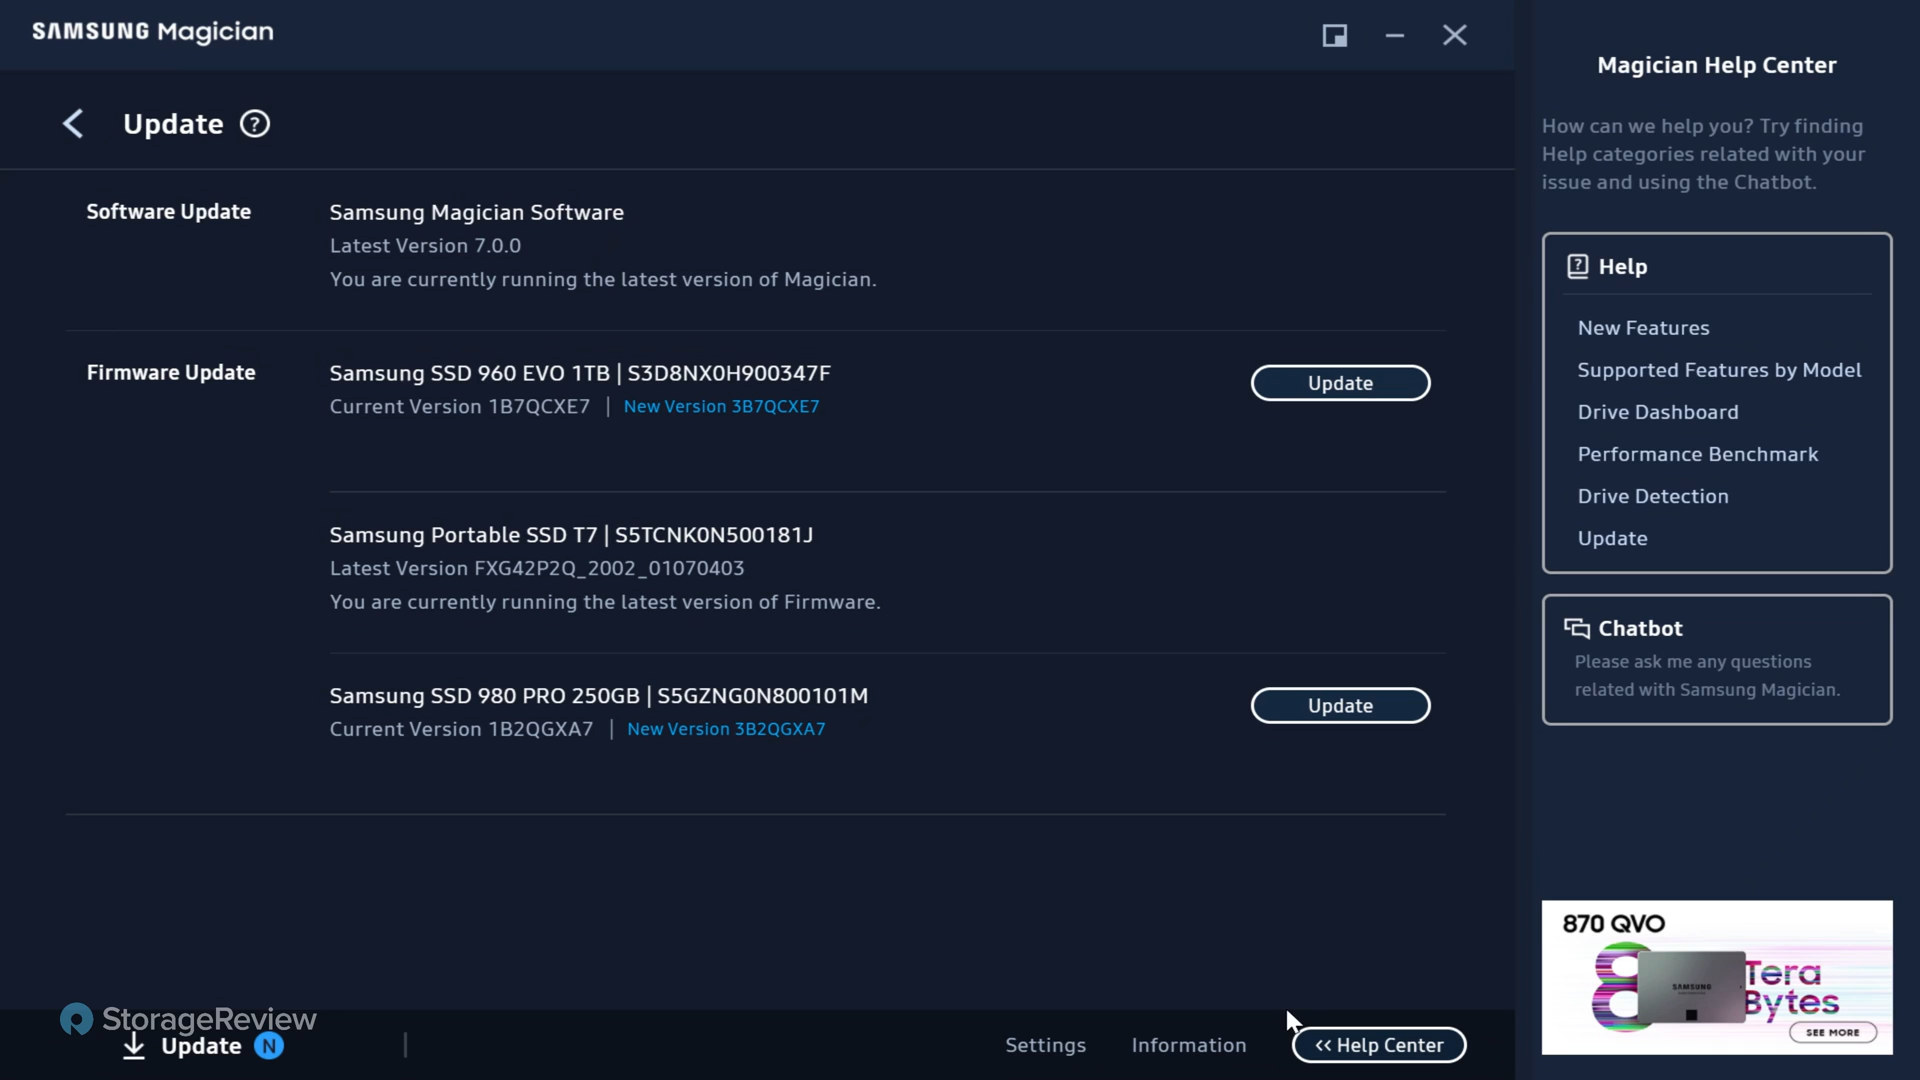 SAMSUNG Magician
Update ?
Software Update
Samsung Magician Software
Latest Version 7.0.0
You are currently running the latest version of Magician.
Firmware Update
Samsung SSD 960 EVO 1TB | S3D8NX0H900347F
Update
Current Version 1B7QCXE7 | New Version 3B7QCXE7
Samsung Portable SSD T7 | S5TCNK0N500181J
Latest Version FXG42P2Q_2002_01070403
You are currently running the latest version of Firmware.
Samsung SSD 980 PRO 250GB | S5GZNG0N800101M
Update
Current Version 1B2QGXA7 | New Version 3B2QGXA7
StorageReview
Update N
Settings
Information
<< Help Center
Magician Help Center
How can we help you? Try finding
Help categories related with your
issue and using the Chatbot.
? Help
New Features
Supported Features by Model
Drive Dashboard
Performance Benchmark
Drive Detection
Update
Chatbot
Please ask me any questions
related with Samsung Magician.
870 QVO
8 Tera
Bytes
SAMSUNG
SEE MORE